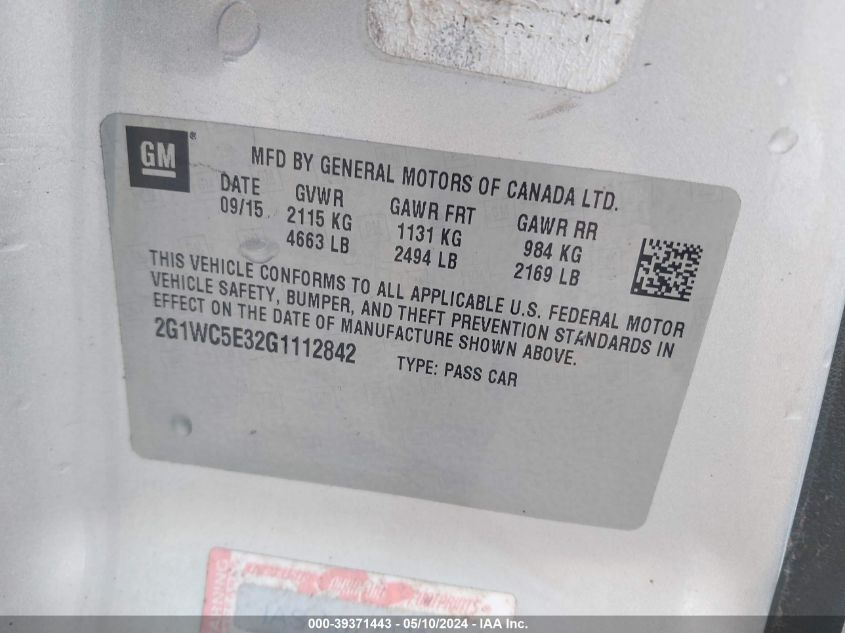 GM®
MFD BY GENERAL MOTORS OF CANADA LTD.
DATE GVWR GAWR FRT GAWR RR
09/15 2115 KG 1131 KG 984 KG
4663 LB 2494 LB 2169 LB
THIS VEHICLE CONFORMS TO ALL APPLICABLE U.S. FEDERAL MOTOR
VEHICLE SAFETY, BUMPER, AND THEFT PREVENTION STANDARDS IN
EFFECT ON THE DATE OF MANUFACTURE SHOWN ABOVE.
2G1WC5E32G1112842 TYPE: PASS CAR
000-39371443 - 05/10/2024 - IAA Inc.